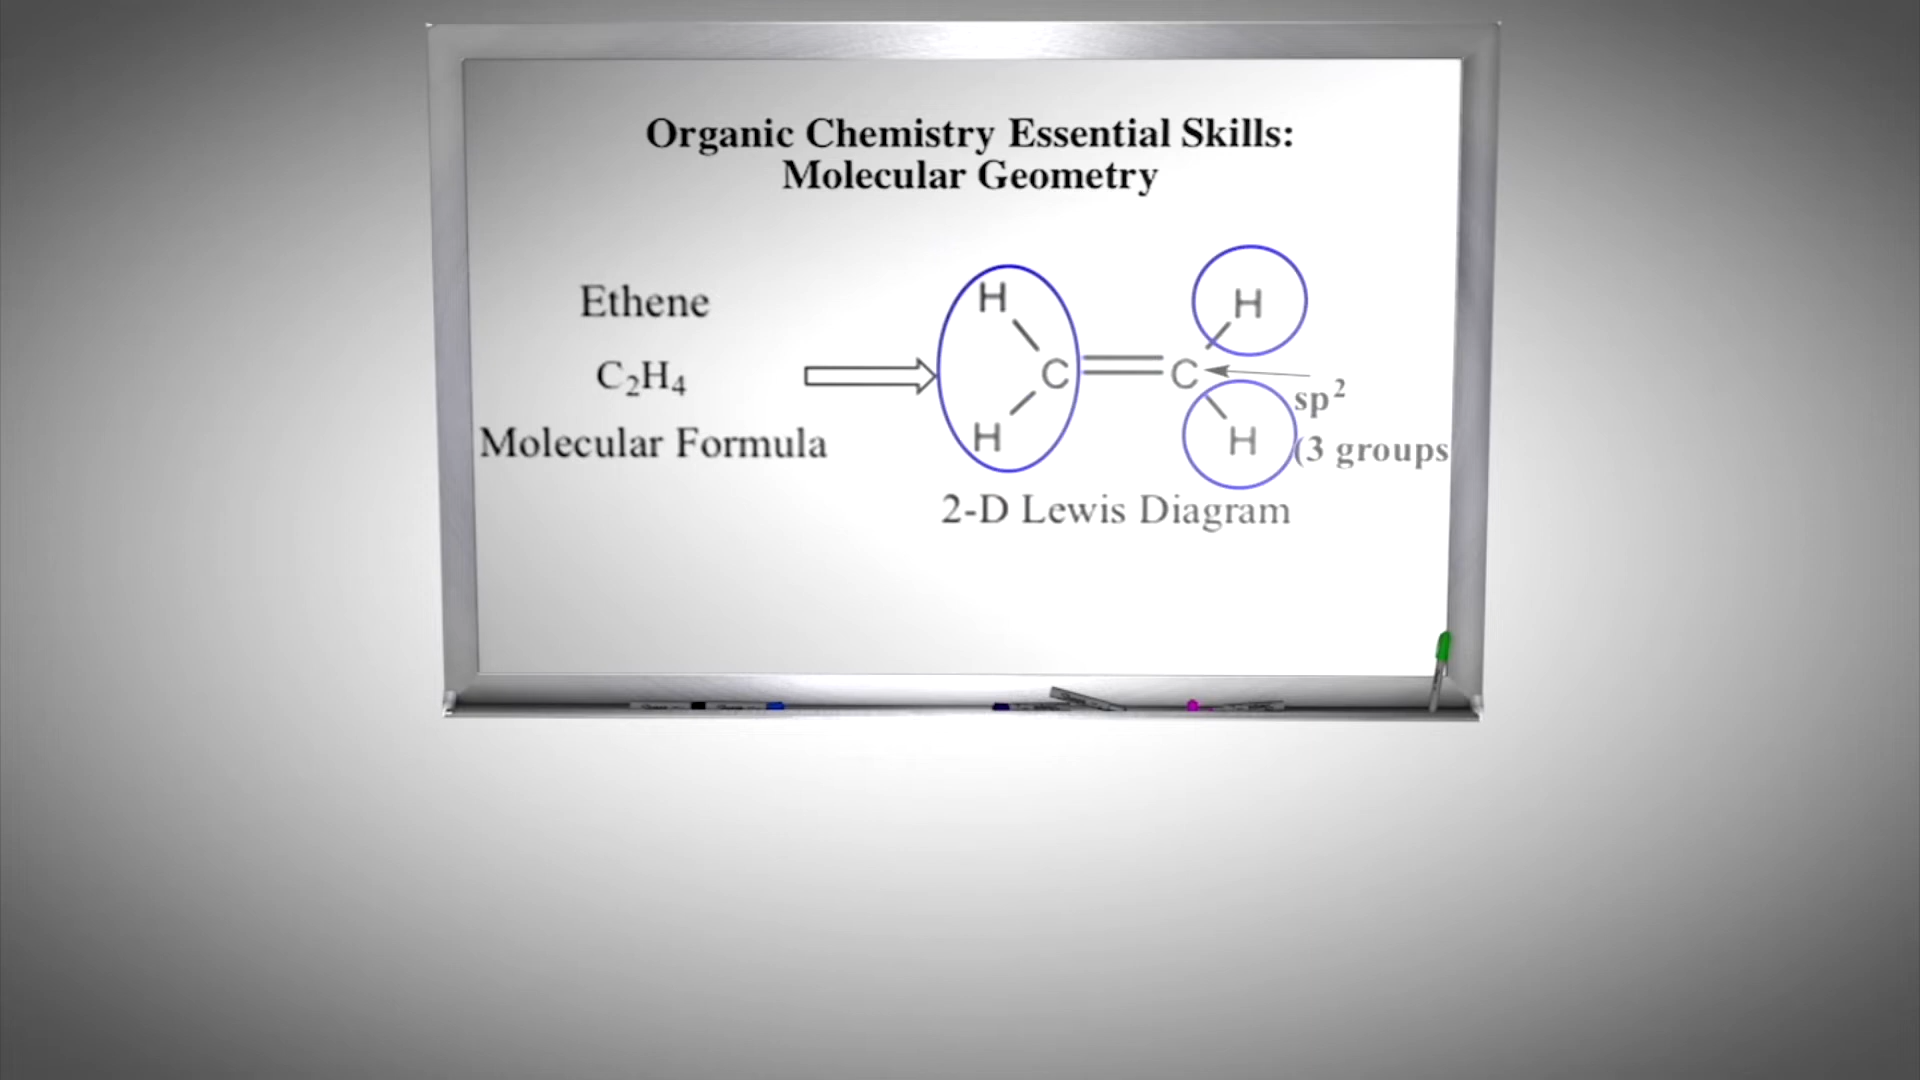 Organic Chemistry Essential Skills:
Molecular Geometry
Ethene
C₂H₄
Molecular Formula
H
H
C
C
H
H
sp²
(3 groups
2-D Lewis Diagram